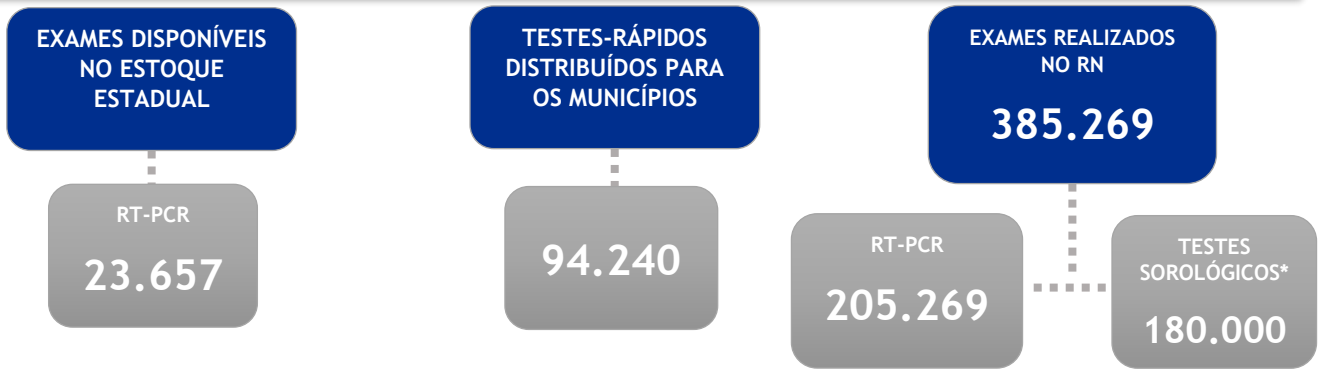 EXAMES DISPONÍVEIS
NO ESTOQUE
ESTADUAL
RT-PCR
23.657
TESTES-RÁPIDOS
DISTRIBUÍDOS PARA
OS MUNICÍPIOS
94.240
EXAMES REALIZADOS
NO RN
385.269
RT-PCR
205.269
TESTES
SOROLÓGICOS*
180.000